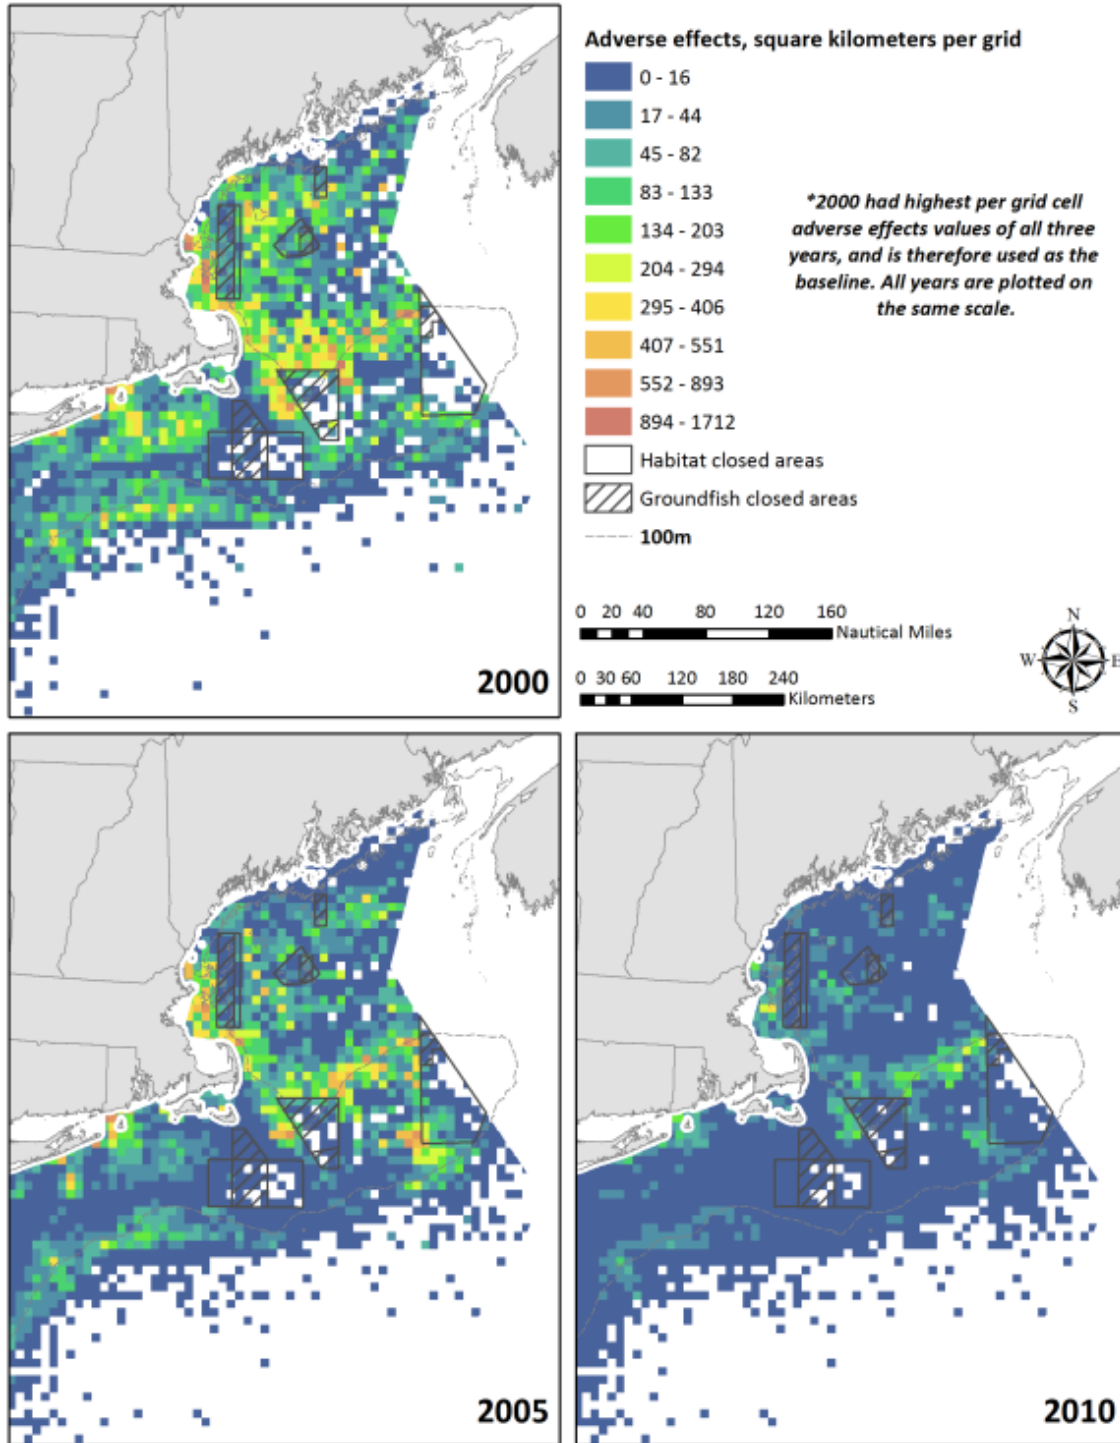 Adverse effects, square kilometers per grid
0 - 16
17 - 44
45 - 82
83 - 133
134 - 203
204 - 294
295 - 406
407 - 551
552 - 893
894 - 1712
Habitat closed areas
Groundfish closed areas
100m
*2000 had highest per grid cell
adverse effects values of all three
years, and is therefore used as the
baseline. All years are plotted on
the same scale.
0 20 40 80 120 160
Nautical Miles
0 30 60 120 180 240
Kilometers
N
W E
S
2000
2005
2010